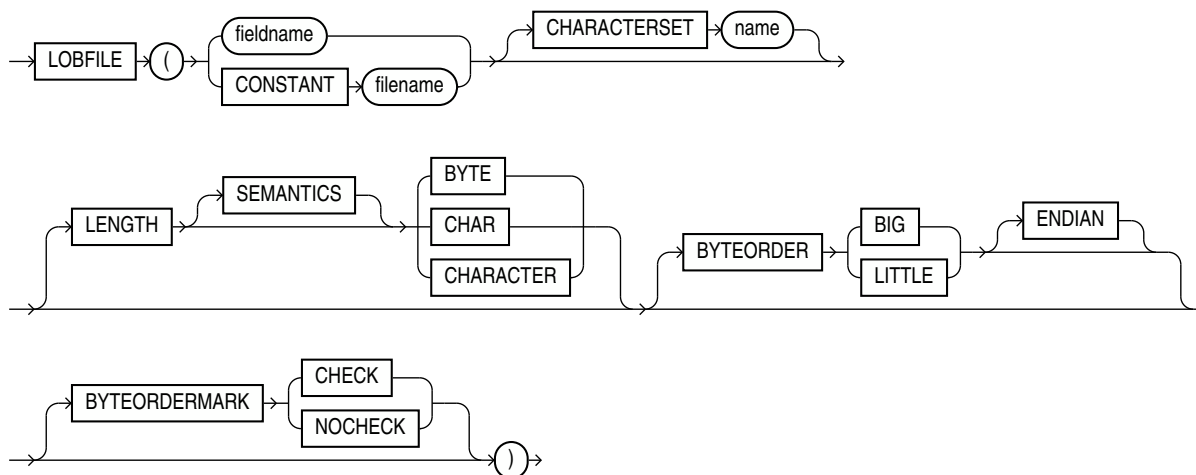 fieldname CHARACTERSET name
LOBFILE (
CONSTANT filename
SEMANTICS BYTE ENDIAN
LENGTH CHAR BYTEORDER BIG
CHARACTER LITTLE
BYTEORDERMARK CHECK
NOCHECK
)